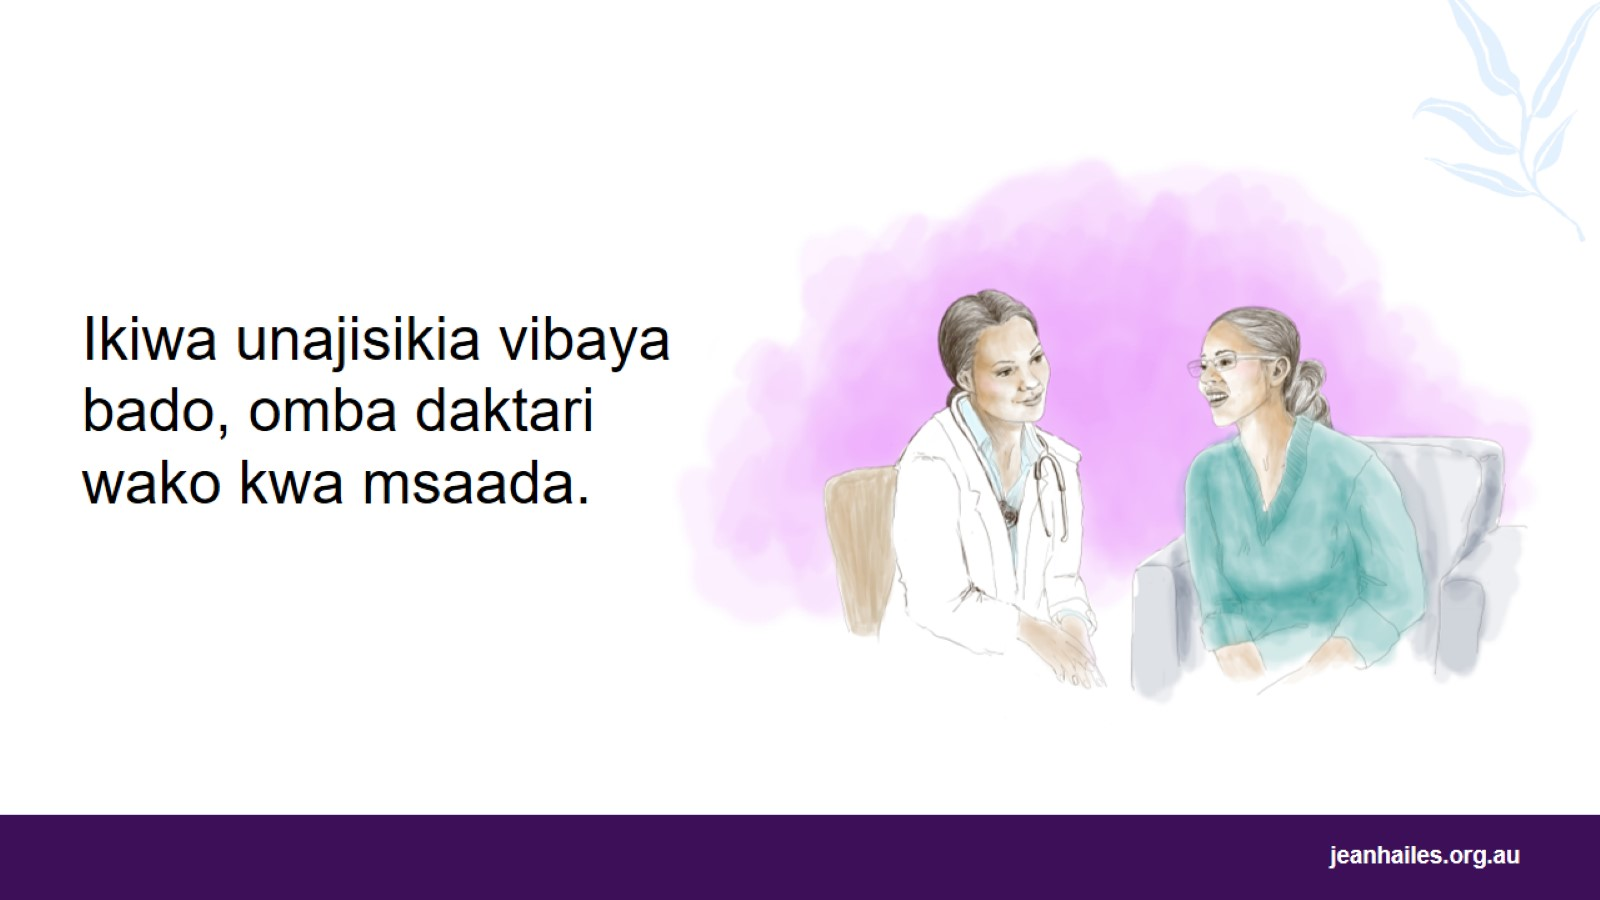 Ikiwa unajisikia vibaya
bado, omba daktari
wako kwa msaada.
jeanhailes.org.au